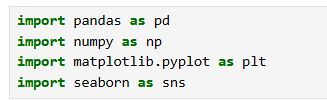 import pandas as pd
import numpy as np
import matplotlib.pyplot as plt
import seaborn as sns